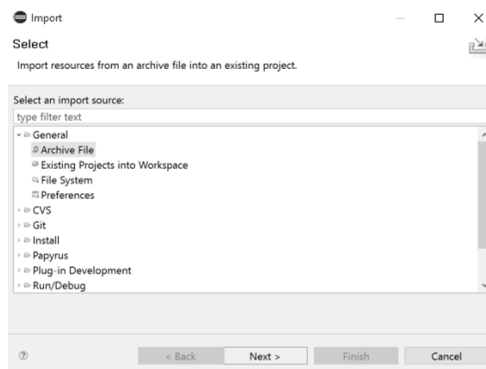 Import
Select
Import resources from an archive file into an existing project.
Select an import source:
type filter text
General
Archive File
Existing Projects into Workspace
File System
Preferences
CVS
Git
Install
Papyrus
Plug-in Development
Run/Debug
?
< Back Next > Finish Cancel